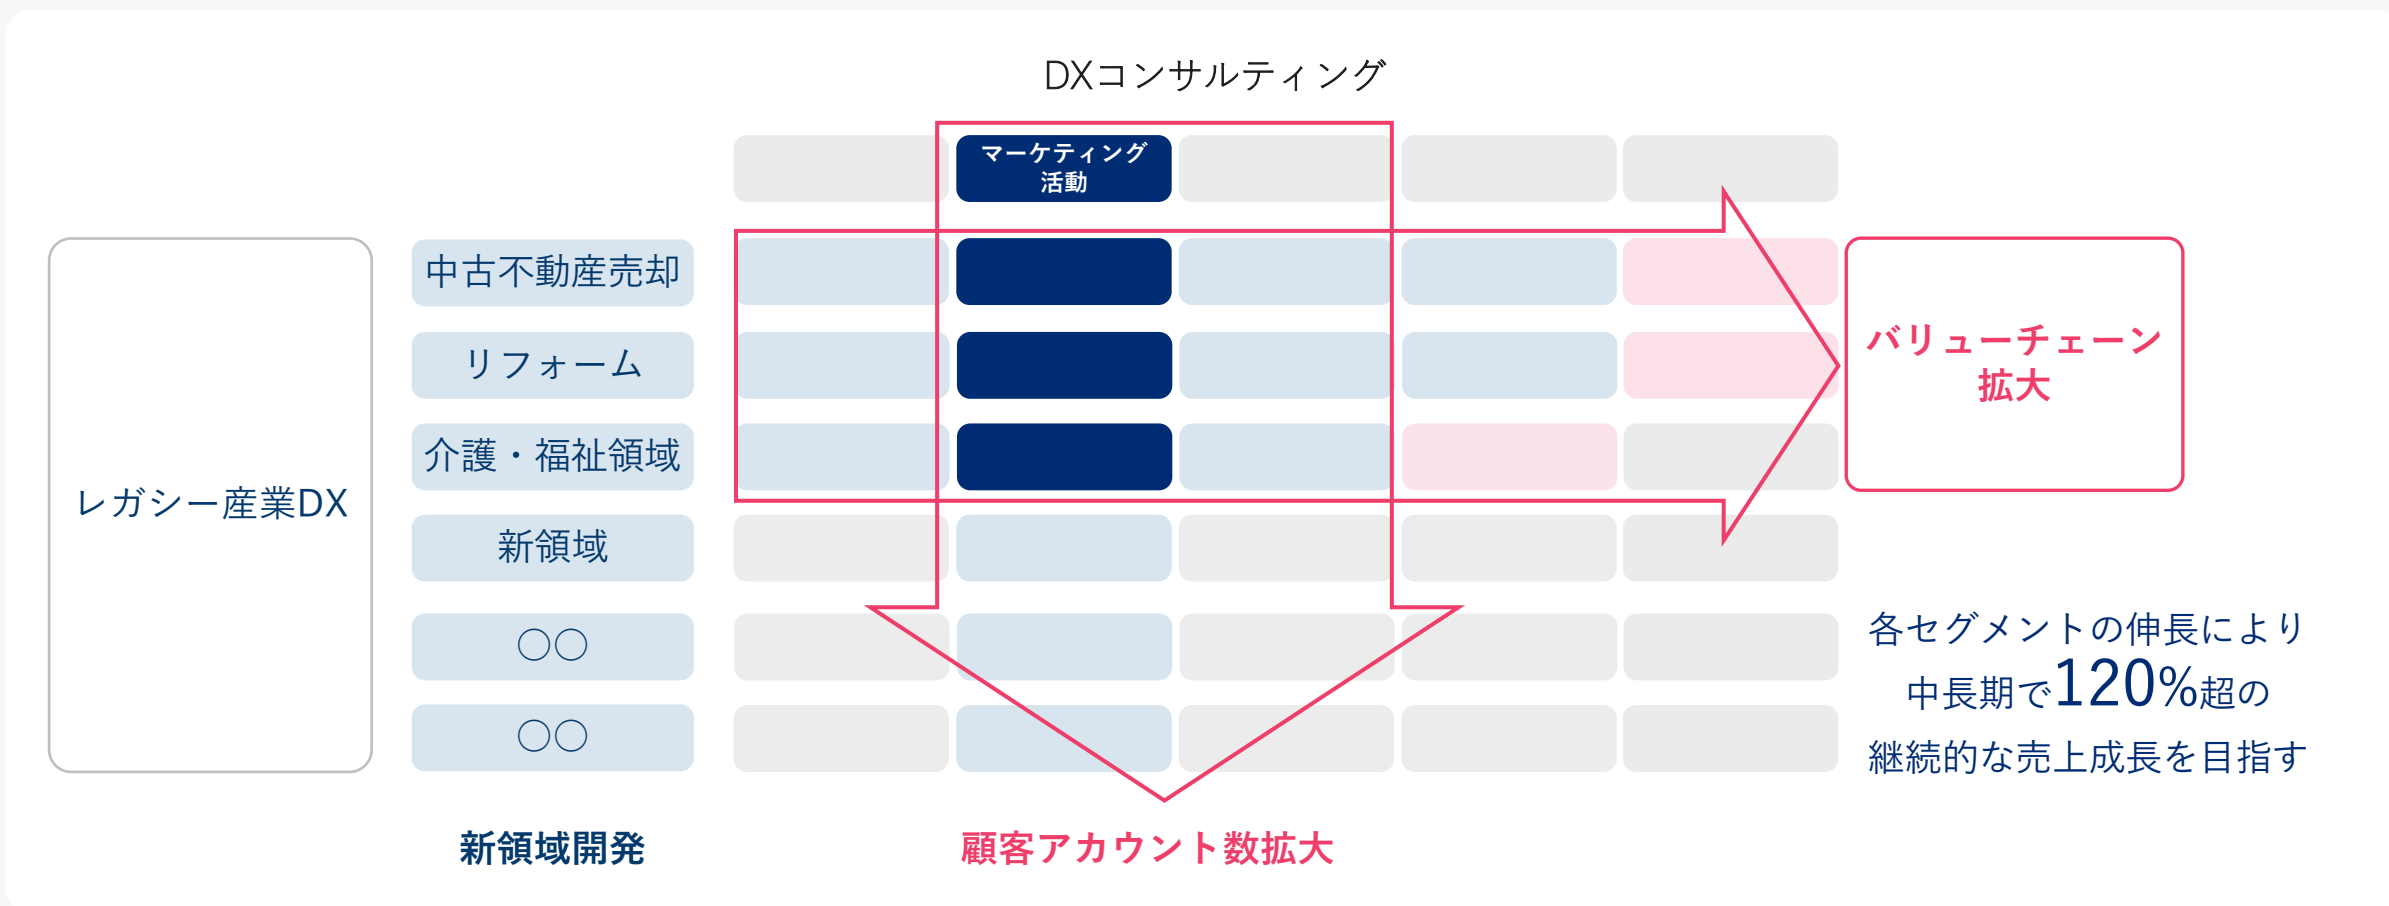 DXコンサルティング
マーケティング
活動
中古不動産売却
リフォーム
介護・福祉領域
新領域
〇〇
〇〇
レガシー産業DX
バリューチェーン
拡大
各セグメントの伸長により
中長期で120%超の
継続的な売上成長を目指す
新領域開発
顧客アカウント数拡大